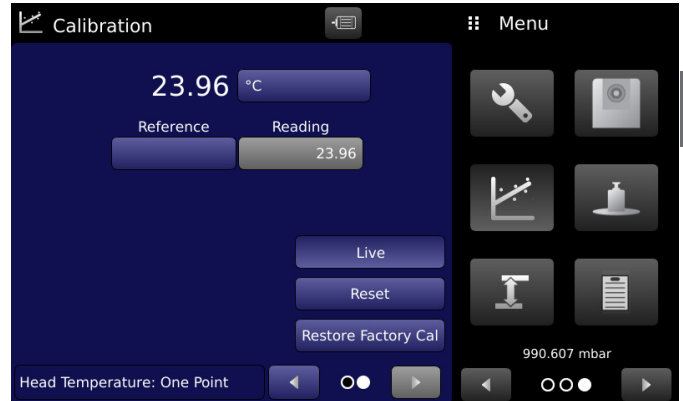 Calibration
Menu
23.96 °C
Reference Reading
23.96
Live
Reset
Restore Factory Cal
990.607 mbar
Head Temperature: One Point